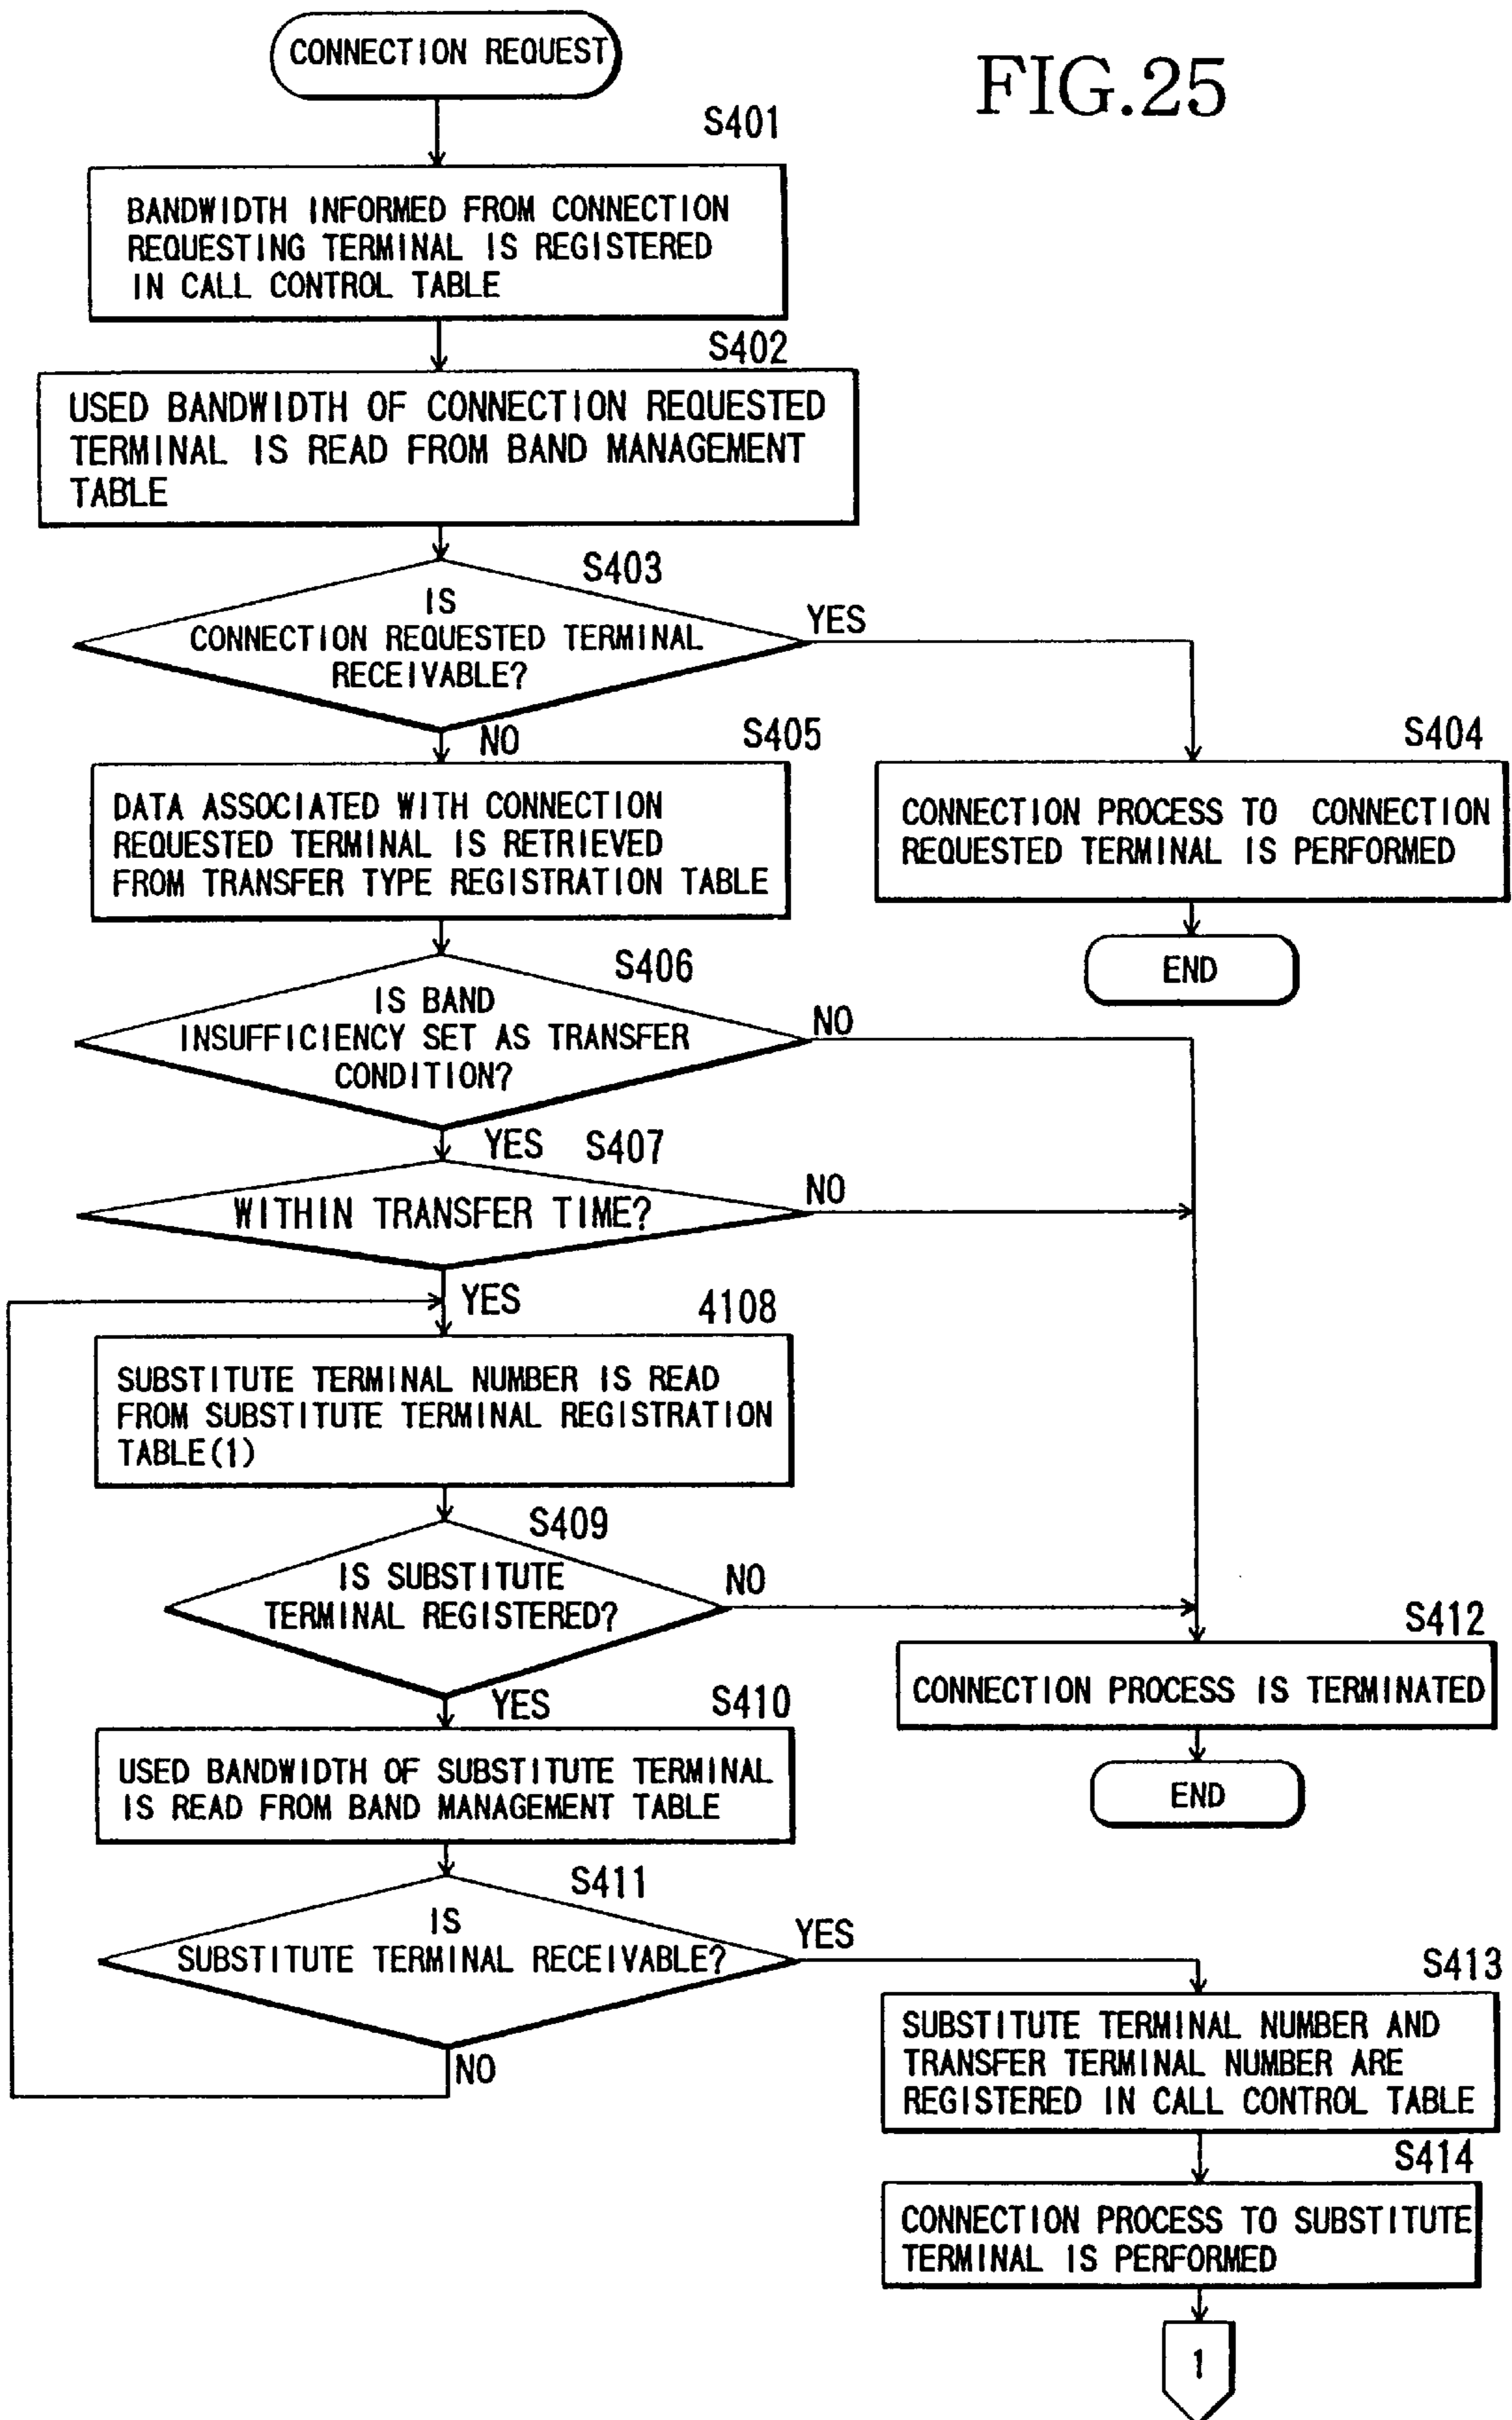 FIG.25
CONNECTION REQUEST
S401
BANDWIDTH INFORMED FROM CONNECTION
REQUESTING TERMINAL IS REGISTERED
IN CALL CONTROL TABLE
S402
USED BANDWIDTH OF CONNECTION REQUESTED
TERMINAL IS READ FROM BAND MANAGEMENT
TABLE
S403
IS
CONNECTION REQUESTED TERMINAL
RECEIVABLE?
YES
NO
S404
CONNECTION PROCESS TO CONNECTION
REQUESTED TERMINAL IS PERFORMED
END
S405
DATA ASSOCIATED WITH CONNECTION
REQUESTED TERMINAL IS RETRIEVED
FROM TRANSFER TYPE REGISTRATION TABLE
S406
IS BAND
INSUFFICIENCY SET AS TRANSFER
CONDITION?
NO
YES
S407
WITHIN TRANSFER TIME?
NO
YES
4108
SUBSTITUTE TERMINAL NUMBER IS READ
FROM SUBSTITUTE TERMINAL REGISTRATION
TABLE(1)
S409
IS SUBSTITUTE
TERMINAL REGISTERED?
NO
YES
S412
CONNECTION PROCESS IS TERMINATED
END
S410
USED BANDWIDTH OF SUBSTITUTE TERMINAL
IS READ FROM BAND MANAGEMENT TABLE
S411
IS
SUBSTITUTE TERMINAL RECEIVABLE?
YES
NO
S413
SUBSTITUTE TERMINAL NUMBER AND
TRANSFER TERMINAL NUMBER ARE
REGISTERED IN CALL CONTROL TABLE
S414
CONNECTION PROCESS TO SUBSTITUTE
TERMINAL IS PERFORMED
1